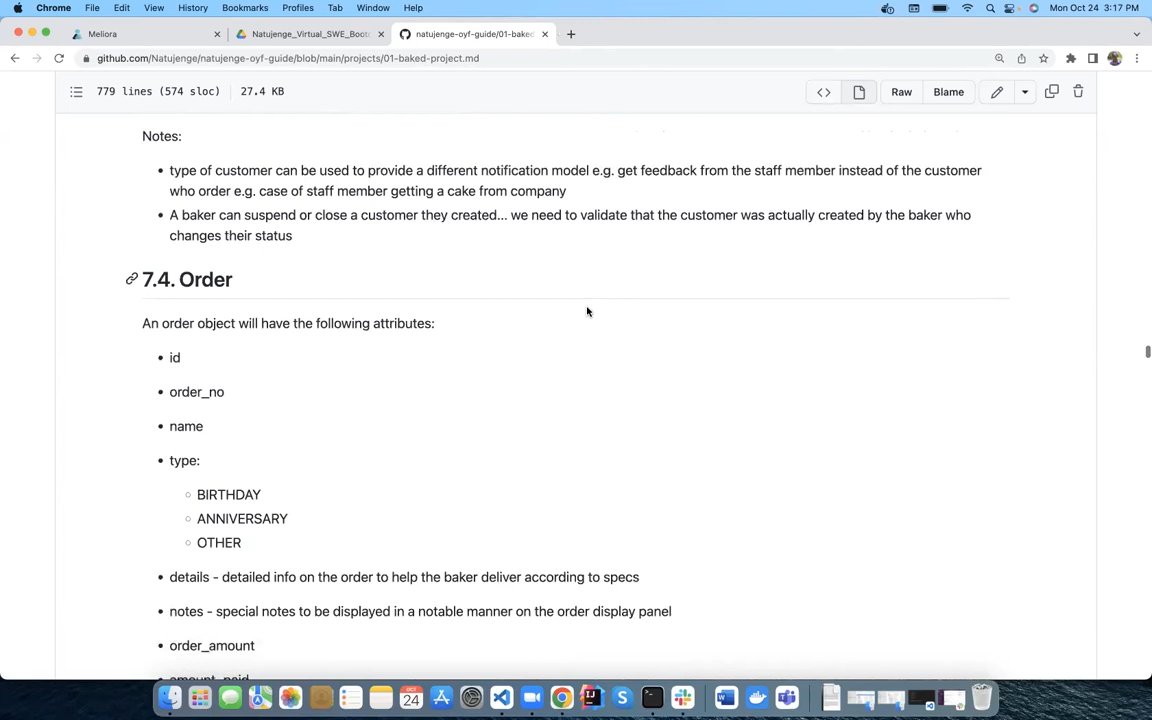 Chrome File Edit View History Bookmarks Profiles Tab Window Help Mon Oct 24 3:17 PM
Meliora
Natujenge_Virtual_SWE_Boot
natujenge-oyf-guide/01-baked
github.com/Natujenge/natujenge-oyf-guide/blob/main/projects/01-baked-project.md
779 lines (574 sloc) 27.4 KB
Raw
Blame
Notes:
type of customer can be used to provide a different notification model e.g. get feedback from the staff member instead of the customer
who order e.g. case of staff member getting a cake from company
A baker can suspend or close a customer they created... we need to validate that the customer was actually created by the baker who
changes their status
7.4. Order
An order object will have the following attributes:
id
order_no
name
type:
BIRTHDAY
ANNIVERSARY
OTHER
details - detailed info on the order to help the baker deliver according to specs
notes - special notes to be displayed in a notable manner on the order display panel
order_amount
amount_paid
OCT
24